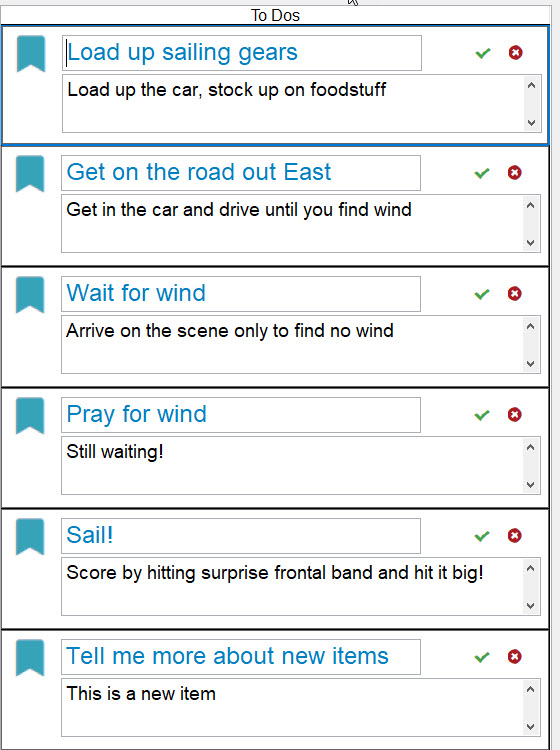 To Dos
Load up sailing gears
Load up the car, stock up on foodstuff
Get on the road out East
Get in the car and drive until you find wind
Wait for wind
Arrive on the scene only to find no wind
Pray for wind
Still waiting!
Sail!
Score by hitting surprise frontal band and hit it big!
Tell me more about new items
This is a new item